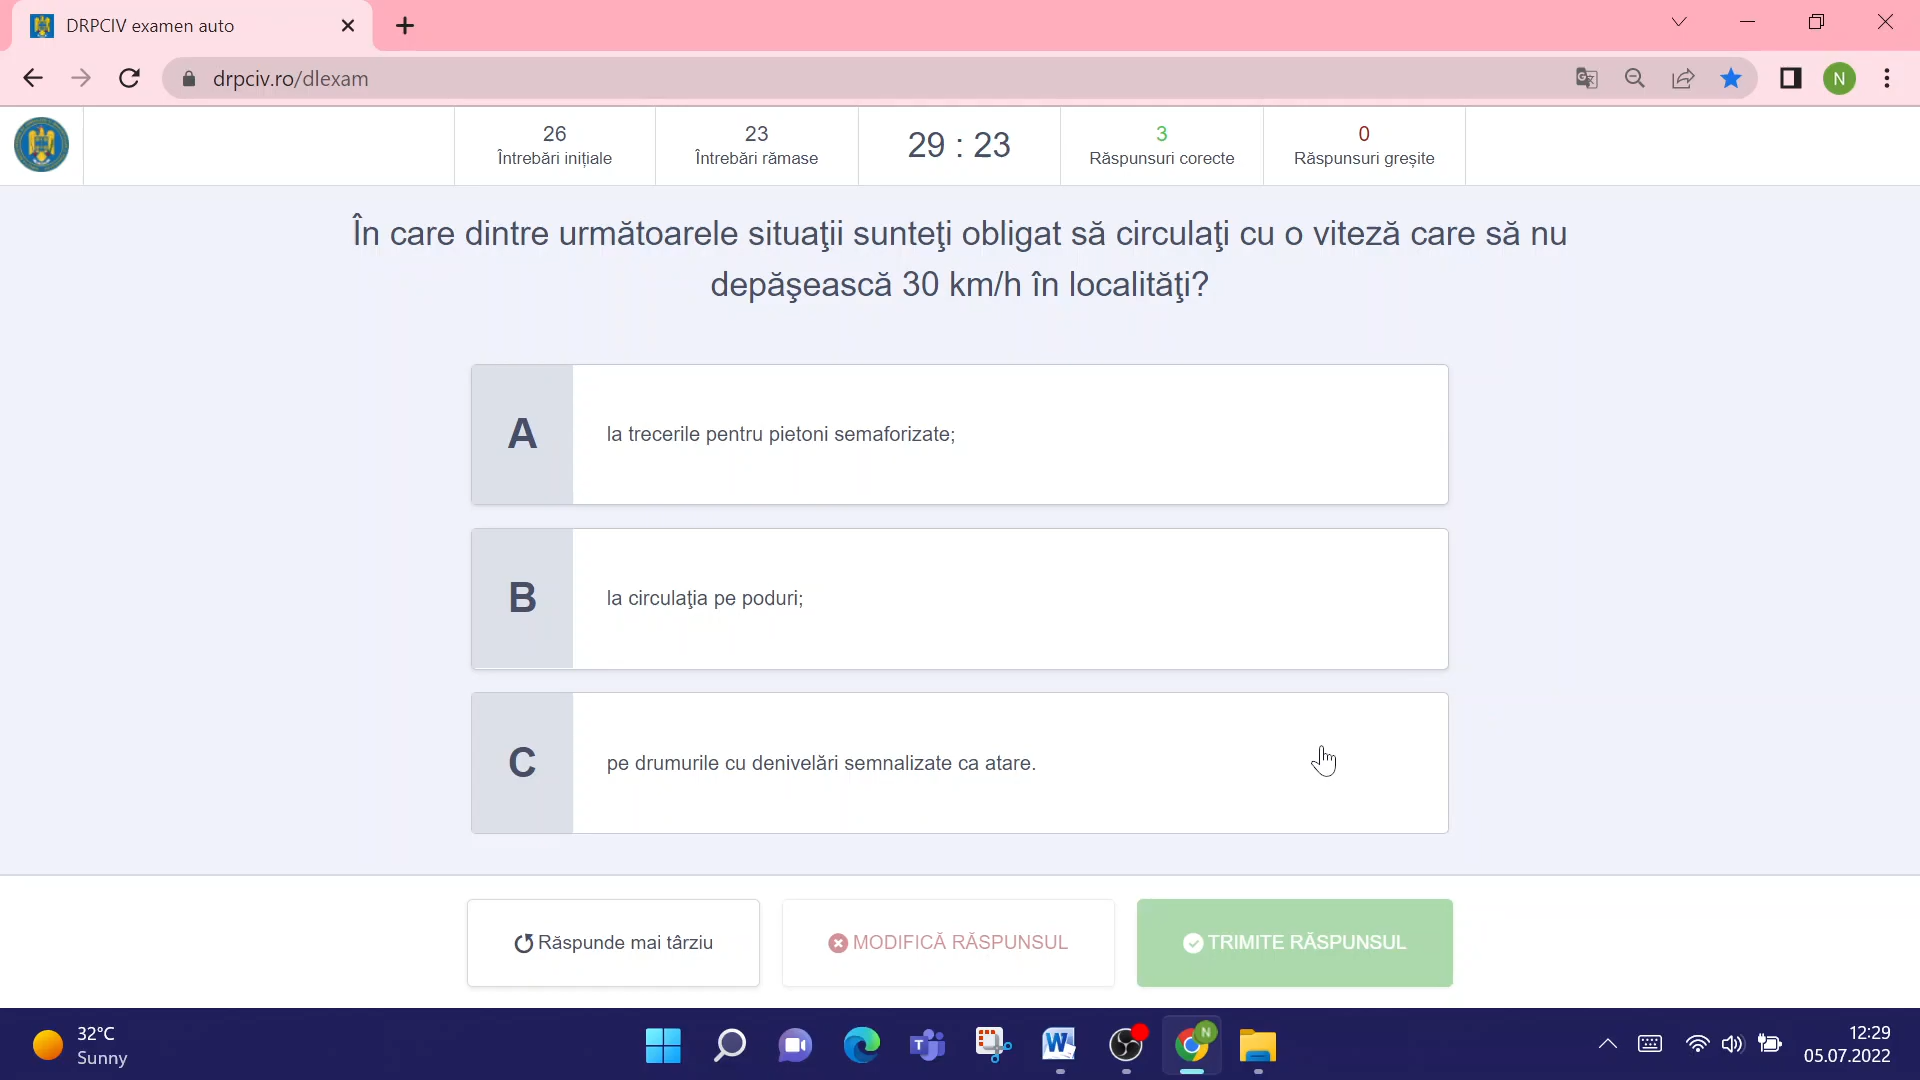 DRPCIV examen auto
drpciv.ro/dlexam
N
26
Întrebări inițiale
23
Întrebări rămase
29 : 23
3
Răspunsuri corecte
0
Răspunsuri greșite
În care dintre următoarele situaţii sunteţi obligat să circulaţi cu o viteză care să nu
depăşească 30 km/h în localităţi?
A
la trecerile pentru pietoni semaforizate;
B
la circulaţia pe poduri;
C
pe drumurile cu denivelări semnalizate ca atare.
Răspunde mai târziu
MODIFICĂ RĂSPUNSUL
TRIMITE RĂSPUNSUL
32°C
Sunny
N
12:29
05.07.2022